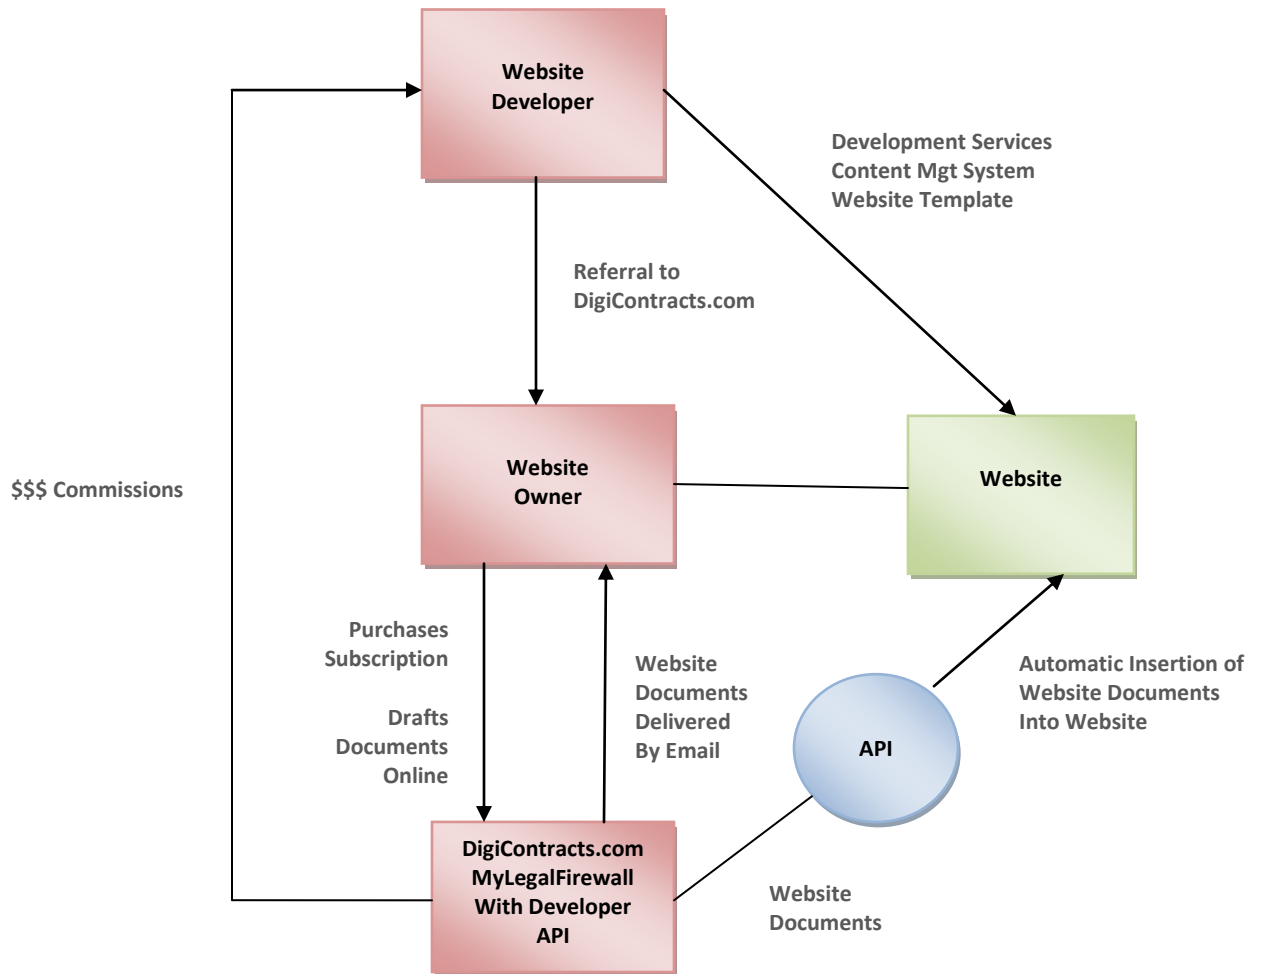 Website
Developer
Development Services
Content Mgt System
Website Template
Referral to
DigiContracts.com
Website
Owner
Website
$$$ Commissions
Purchases
Subscription
Drafts
Documents
Online
Website
Documents
Delivered
By Email
Automatic Insertion of
Website Documents
Into Website
API
DigiContracts.com
MyLegalFirewall
With Developer
API
Website
Documents